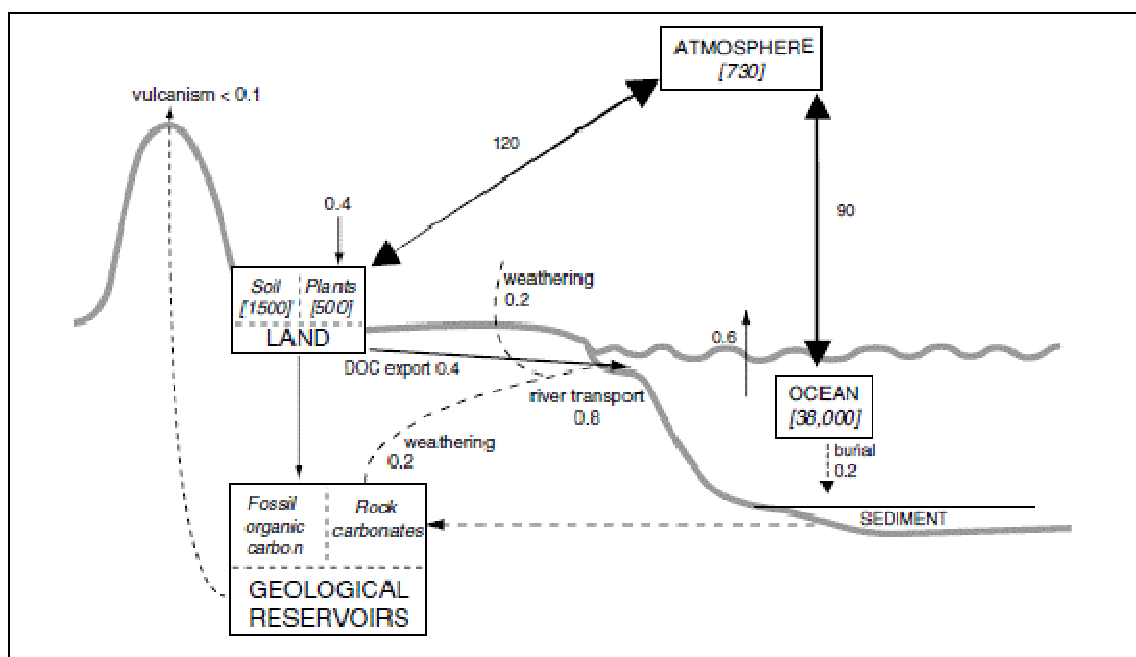 ATMOSPHERE
[730]
vulcanism < 0.1
120
90
0.4
Soil
[1500]
Plants
[500]
LAND
weathering
0.2
0.6
DOC export 0.4
river transport
0.8
OCEAN
[38,000]
weathering
0.2
burial
0.2
Fossil
organic
carbon
Rock
carbonates
SEDIMENT
GEOLOGICAL
RESERVOIRS